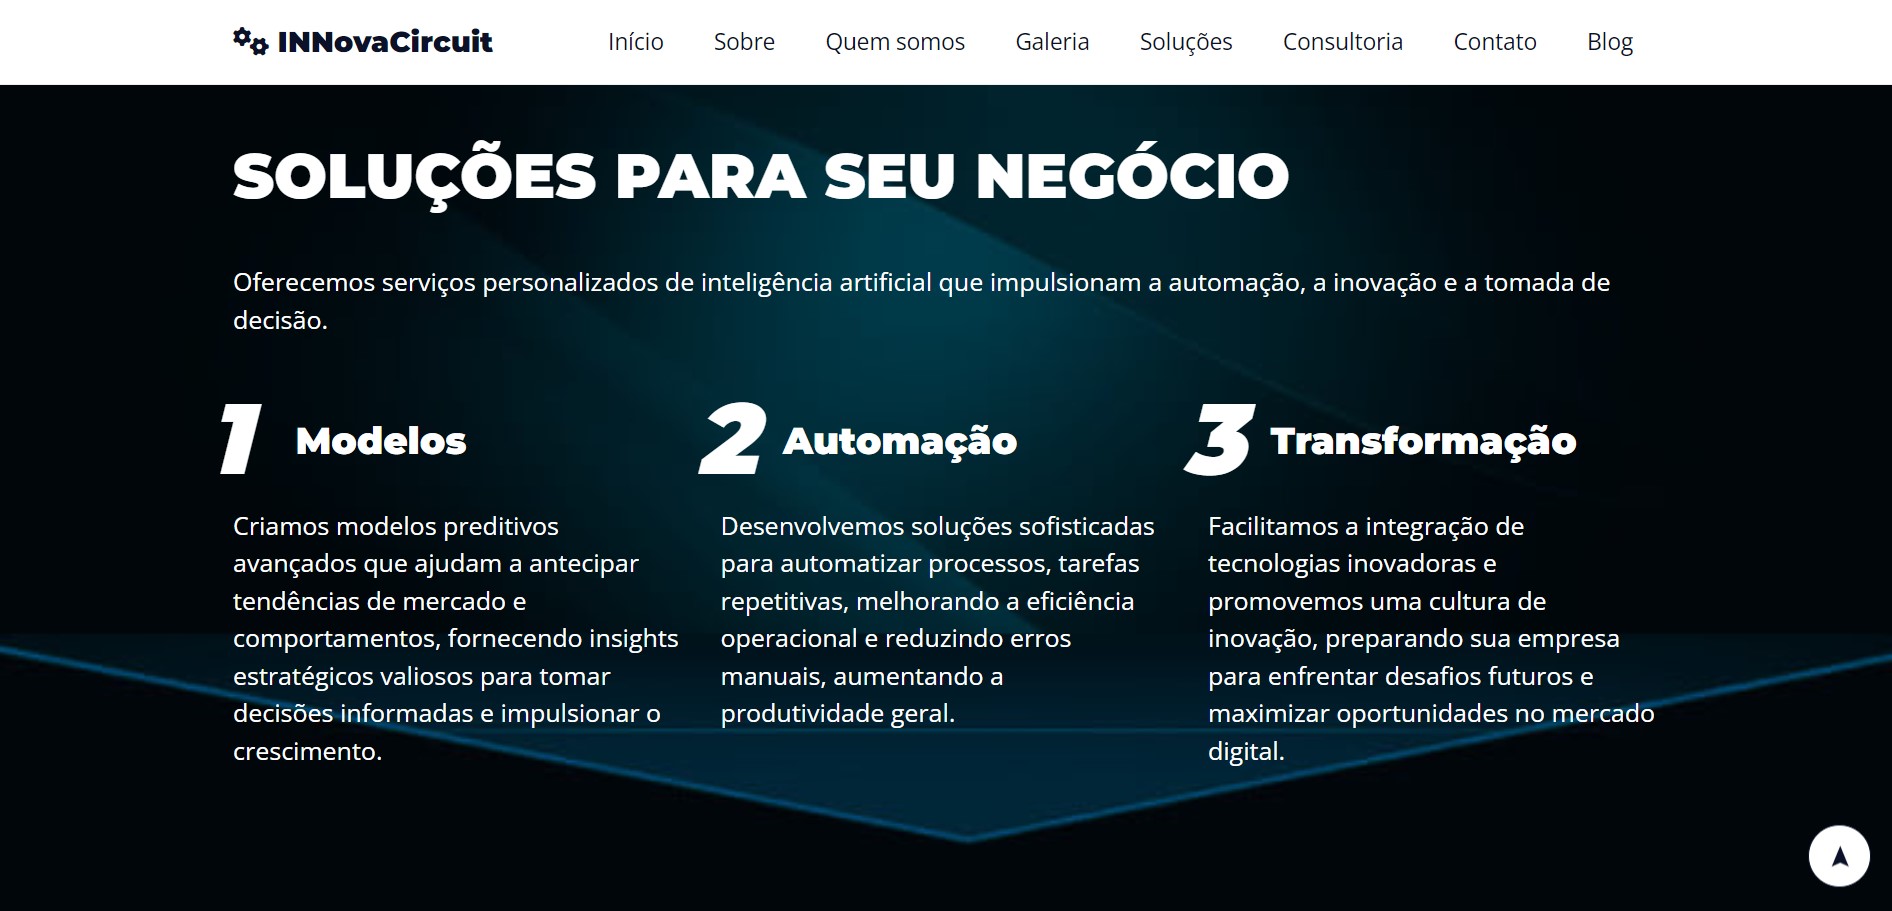 INNovaCircuit
Início Sobre Quem somos Galeria Soluções Consultoria Contato Blog
SOLUÇÕES PARA SEU NEGÓCIO
Oferecemos serviços personalizados de inteligência artificial que impulsionam a automação, a inovação e a tomada de
decisão.
1 Modelos
Criamos modelos preditivos
avançados que ajudam a antecipar
tendências de mercado e
comportamentos, fornecendo insights
estratégicos valiosos para tomar
decisões informadas e impulsionar o
crescimento.
2 Automação
Desenvolvemos soluções sofisticadas
para automatizar processos, tarefas
repetitivas, melhorando a eficiência
operacional e reduzindo erros
manuais, aumentando a
produtividade geral.
3 Transformação
Facilitamos a integração de
tecnologias inovadoras e
promovemos uma cultura de
inovação, preparando sua empresa
para enfrentar desafios futuros e
maximizar oportunidades no mercado
digital.